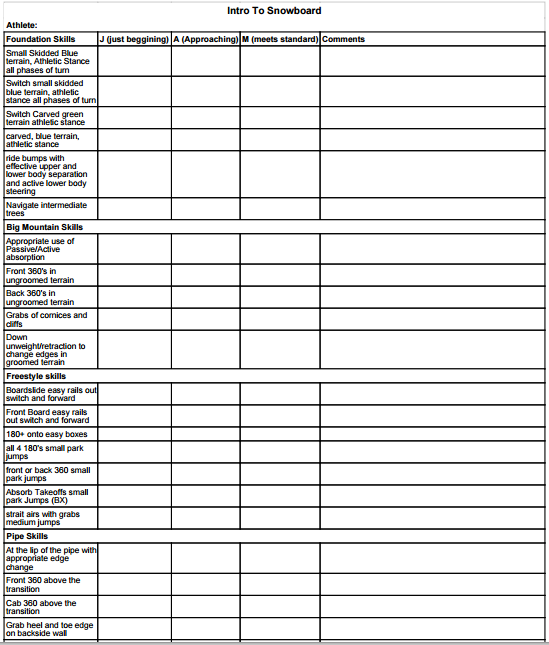 Intro To Snowboard
Athlete:
Foundation Skills J (just beggining) A (Approaching) M (meets standard) Comments
Small Skidded Blue
terrain, Athletic Stance
all phases of turn
Switch small skidded
blue terrain, athletic
stance all phases of turn
Switch Carved green
terrain athletic stance
carved, blue terrain,
athletic stance
ride bumps with
effective upper and
lower body separation
and active lower body
steering
Navigate intermediate
trees
Big Mountain Skills
Appropriate use of
Passive/Active
absorption
Front 360's in
ungroomed terrain
Back 360's in
ungroomed terrain
Grabs of cornices and
cliffs
Down
unweight/retraction to
change edges in
groomed terrain
Freestyle skills
Boardslide easy rails out
switch and forward
Front Board easy rails
out switch and forward
180+ onto easy boxes
all 4 180's small park
jumps
front or back 360 small
park jumps
Absorb Takeoffs small
park Jumps (BX)
strait airs with grabs
medium jumps
Pipe Skills
At the lip of the pipe with
appropriate edge
change
Front 360 above the
transition
Cab 360 above the
transition
Grab heel and toe edge
on backside wall